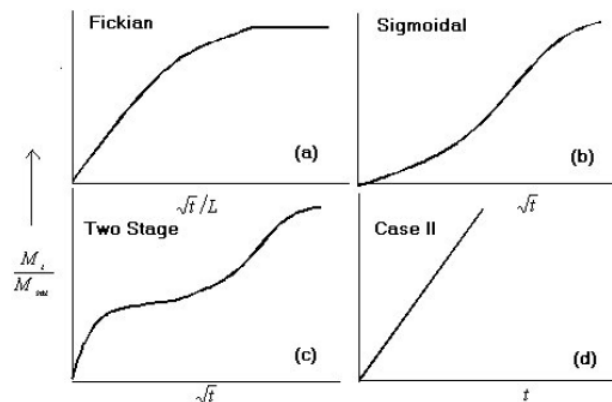 Fickian
(a)
√t/L
Sigmoidal
(b)
√t
M_t
M_sat
Two Stage
(c)
√t
Case II
(d)
t